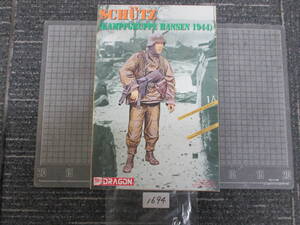 SCHÜTZ
(KAMPFGRUPPE HANSEN 1944)
DRAGON
1694